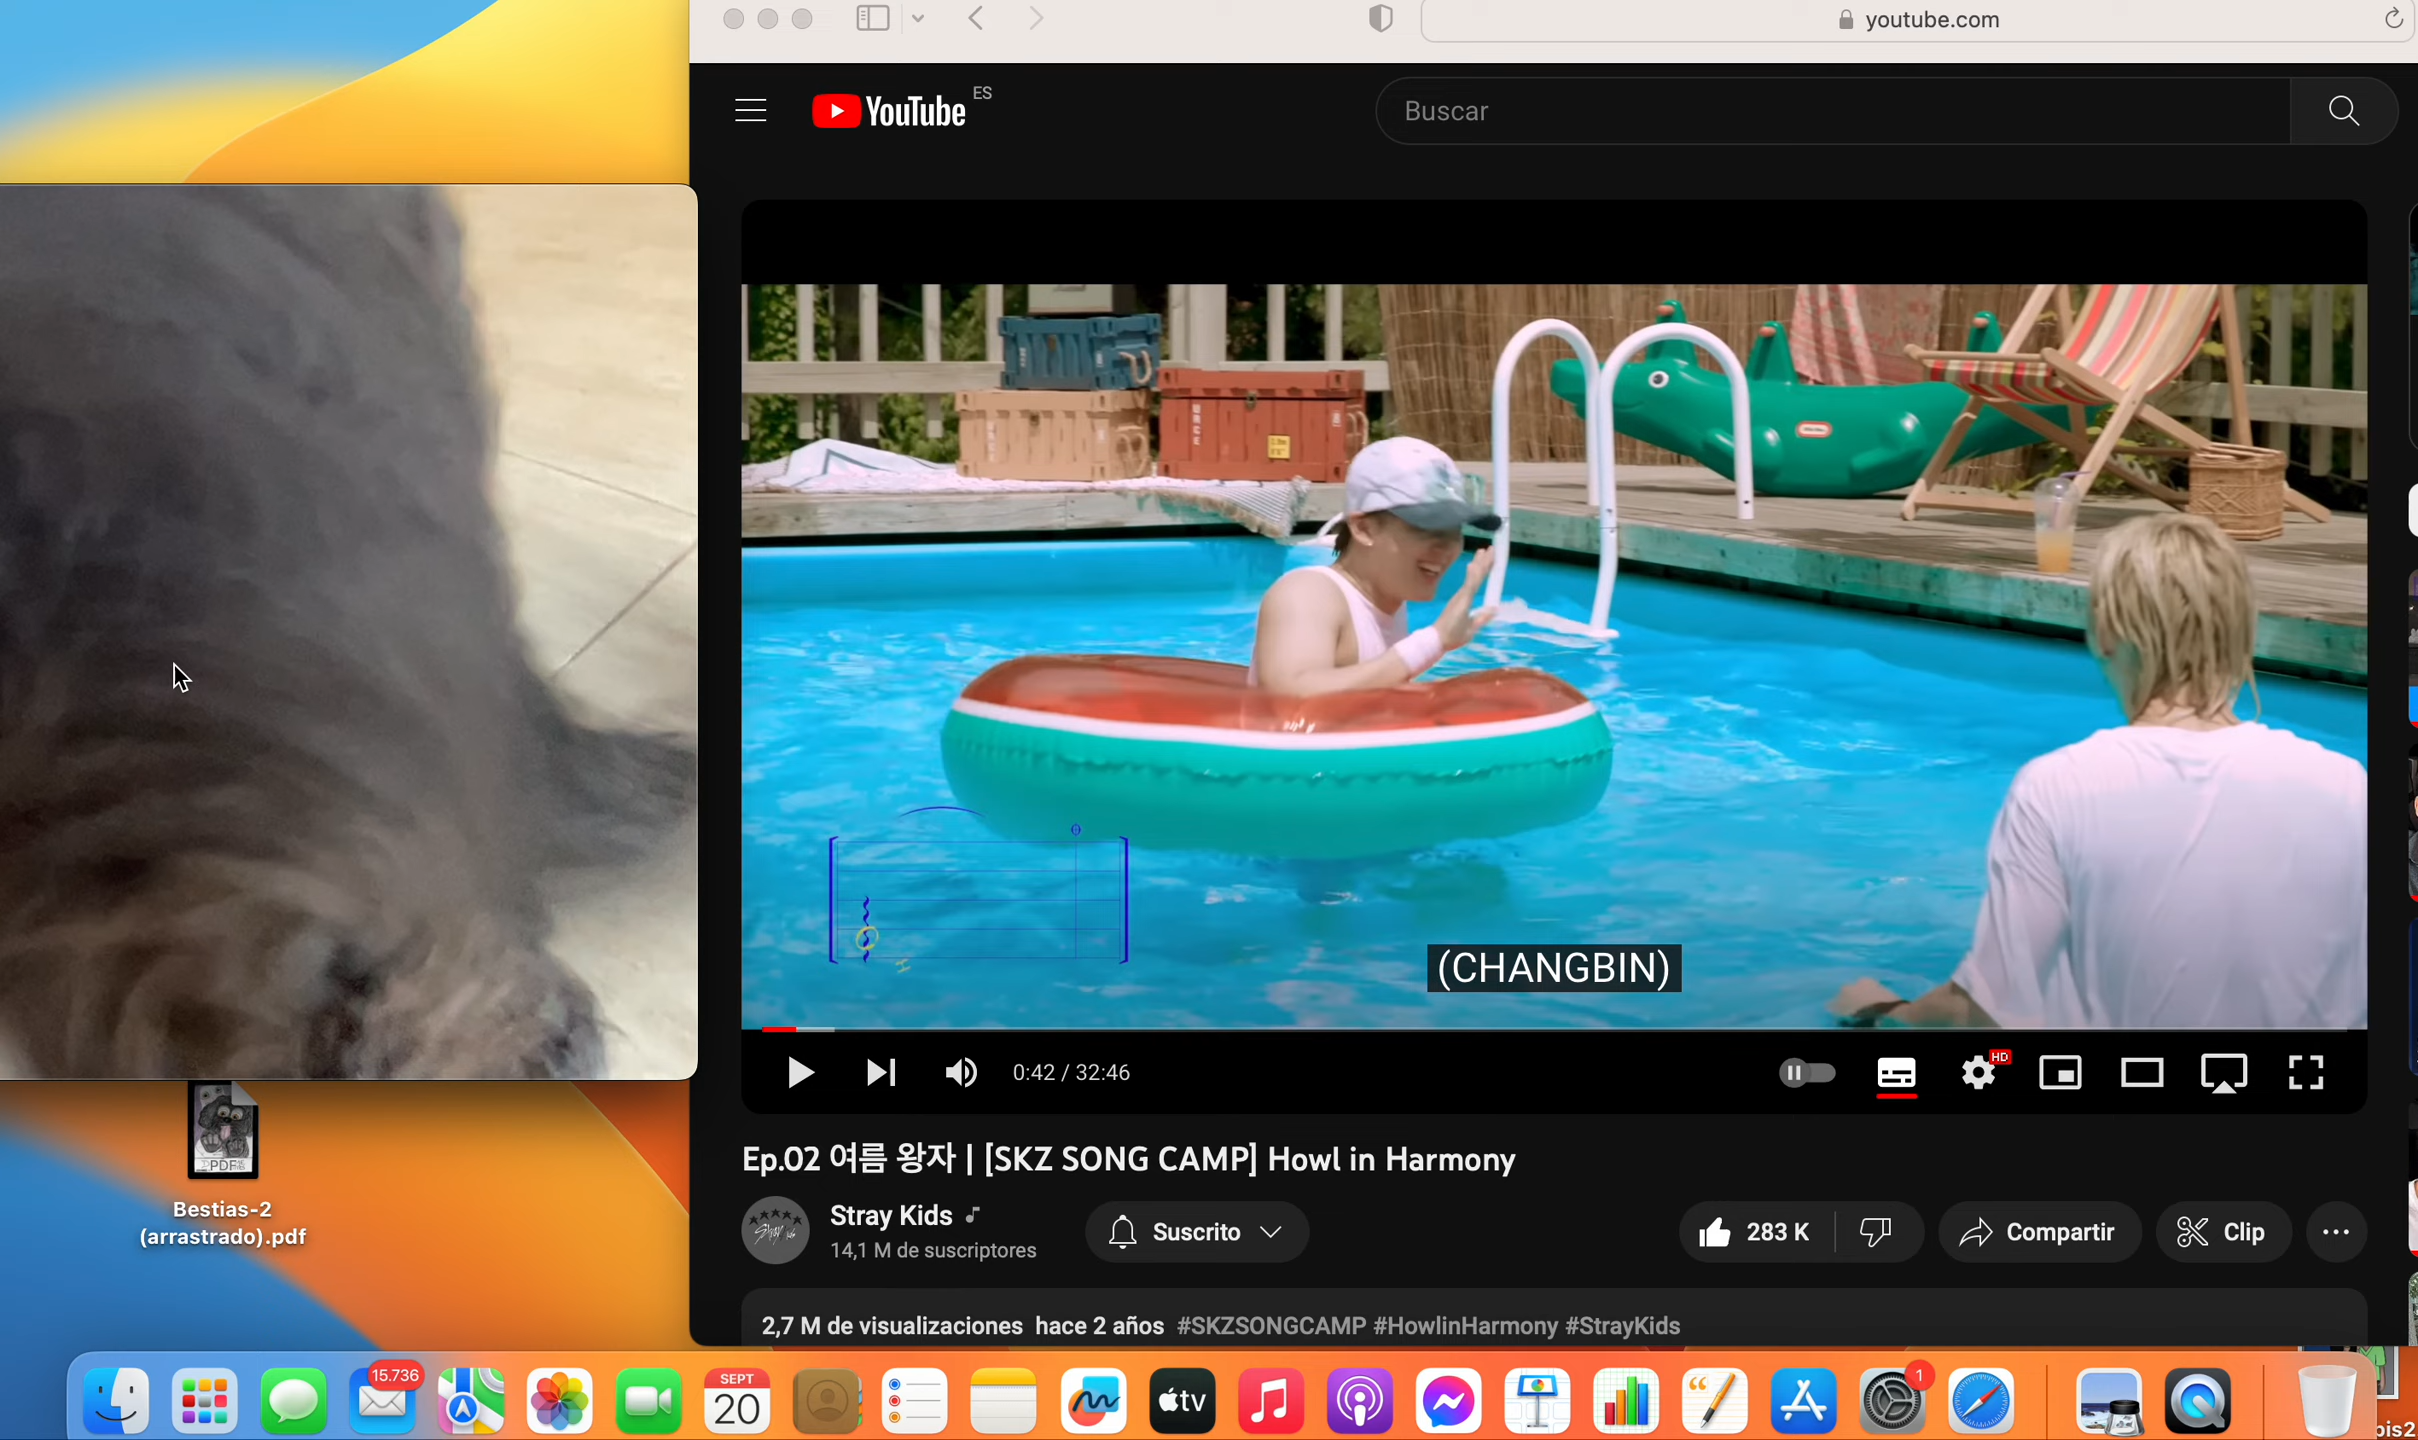 youtube.com
YouTube ES
Buscar
(CHANGBIN)
0:42 / 32:46
HD
Ep.02 여름 왕자 | [SKZ SONG CAMP] Howl in Harmony
Stray Kids
14,1 M de suscriptores
Suscrito
283 K
Compartir
Clip
2,7 M de visualizaciones hace 2 años #SKZSONGCAMP #HowlinHarmony #StrayKids
PDF
Bestias-2
(arrastrado).pdf
15.736
SEPT
20
tv
1